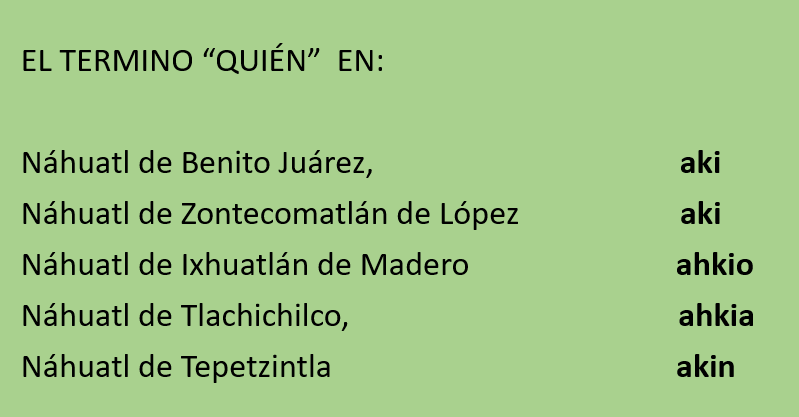 EL TERMINO “QUIÉN” EN:
Náhuatl de Benito Juárez, aki
Náhuatl de Zontecomatlán de López aki
Náhuatl de Ixhuatlán de Madero ahkio
Náhuatl de Tlachichilco, ahkia
Náhuatl de Tepetzintla akin